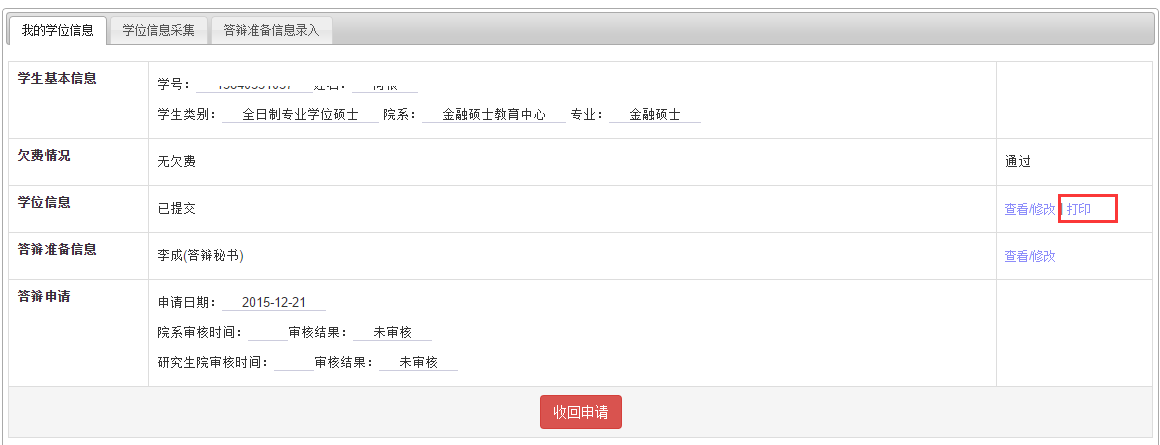 我的学位信息 学位信息采集 答辩准备信息录入
学生基本信息
学号： 姓名：
学生类别： 全日制专业学位硕士 院系： 金融硕士教育中心 专业： 金融硕士
欠费情况 无欠费 通过
学位信息 已提交 查看/修改 | 打印
答辩准备信息 李成(答辩秘书) 查看/修改
答辩申请
申请日期： 2015-12-21
院系审核时间： 审核结果： 未审核
研究生院审核时间： 审核结果： 未审核
收回申请